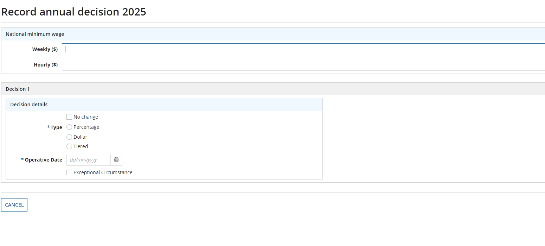 Record annual decision 2025
National minimum wage
Weekly ($)
Hourly ($)
Decision 1
Decision details
No change
* Type
Percentage
Dollar
Tiered
* Operative Date
dd/mm/yyyy
Exceptional Circumstance
CANCEL